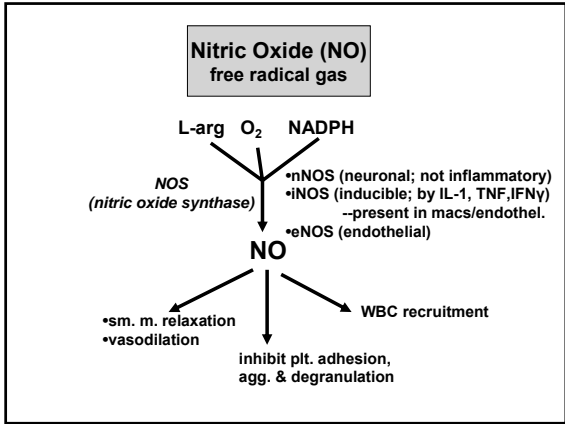 Nitric Oxide (NO)
free radical gas
L-arg O₂ NADPH
NOS
(nitric oxide synthase)
•nNOS (neuronal; not inflammatory)
•iNOS (inducible; by IL-1, TNF,IFNγ)
--present in macs/endothel.
•eNOS (endothelial)
NO
•sm. m. relaxation
•vasodilation
inhibit plt. adhesion,
agg. & degranulation
WBC recruitment